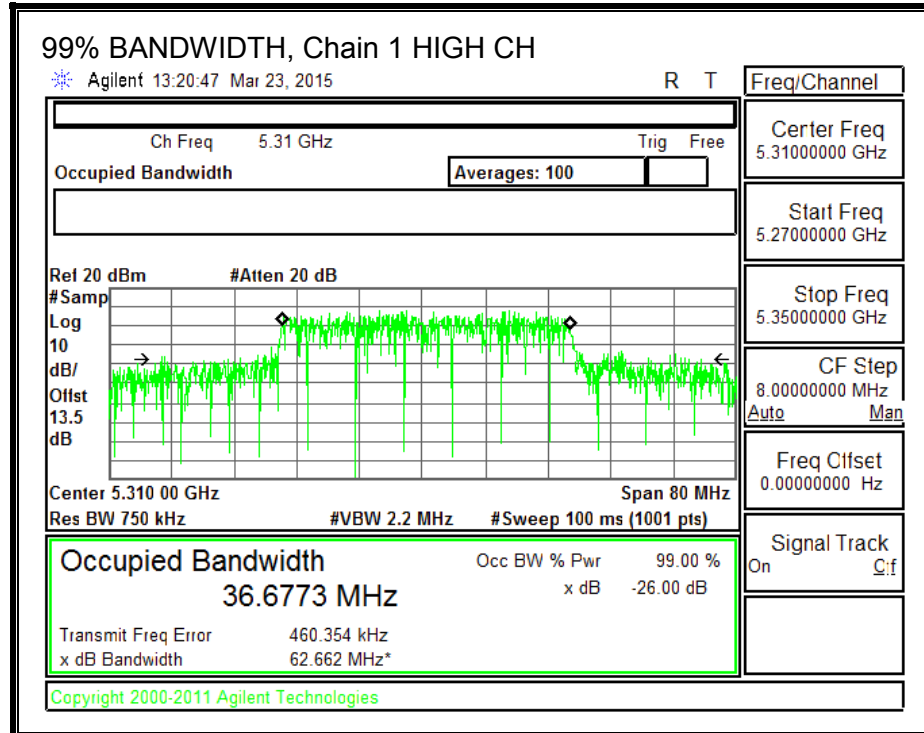 99% BANDWIDTH, Chain 1 HIGH CH
Agilent 13:20:47 Mar 23, 2015 R T
Freq/Channel
Ch Freq 5.31 GHz Trig Free
Occupied Bandwidth Averages: 100
Center Freq
5.31000000 GHz
Start Freq
5.27000000 GHz
Stop Freq
5.35000000 GHz
CF Step
8.00000000 MHz
Auto Man
Freq Offset
0.00000000 Hz
Signal Track
On Off
Ref 20 dBm #Atten 20 dB
#Samp
Log
10
dB/
Offst
13.5
dB
Center 5.310 00 GHz Span 80 MHz
Res BW 750 kHz #VBW 2.2 MHz #Sweep 100 ms (1001 pts)
Occupied Bandwidth Occ BW % Pwr 99.00 %
36.6773 MHz x dB -26.00 dB
Transmit Freq Error 460.354 kHz
x dB Bandwidth 62.662 MHz*
Copyright 2000-2011 Agilent Technologies